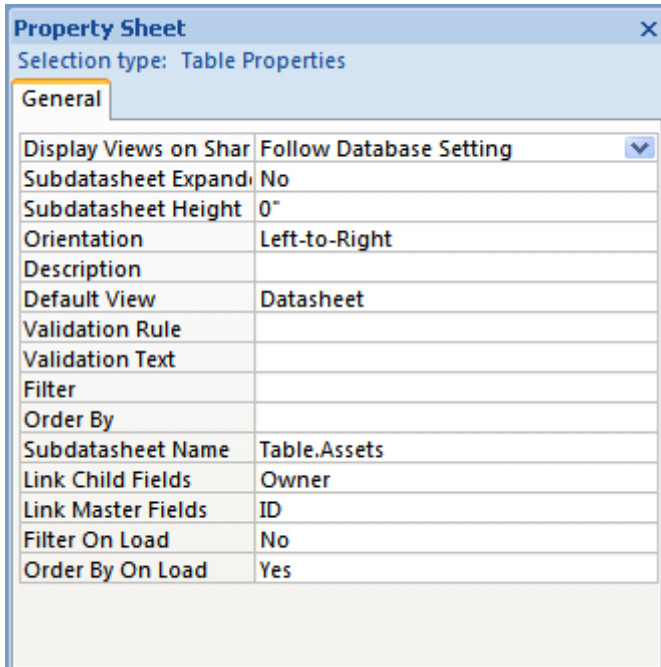 Property Sheet
Selection type: Table Properties
General
Display Views on Shar Follow Database Setting
Subdatasheet Expand No
Subdatasheet Height 0"
Orientation Left-to-Right
Description
Default View Datasheet
Validation Rule
Validation Text
Filter
Order By
Subdatasheet Name Table.Assets
Link Child Fields Owner
Link Master Fields ID
Filter On Load No
Order By On Load Yes